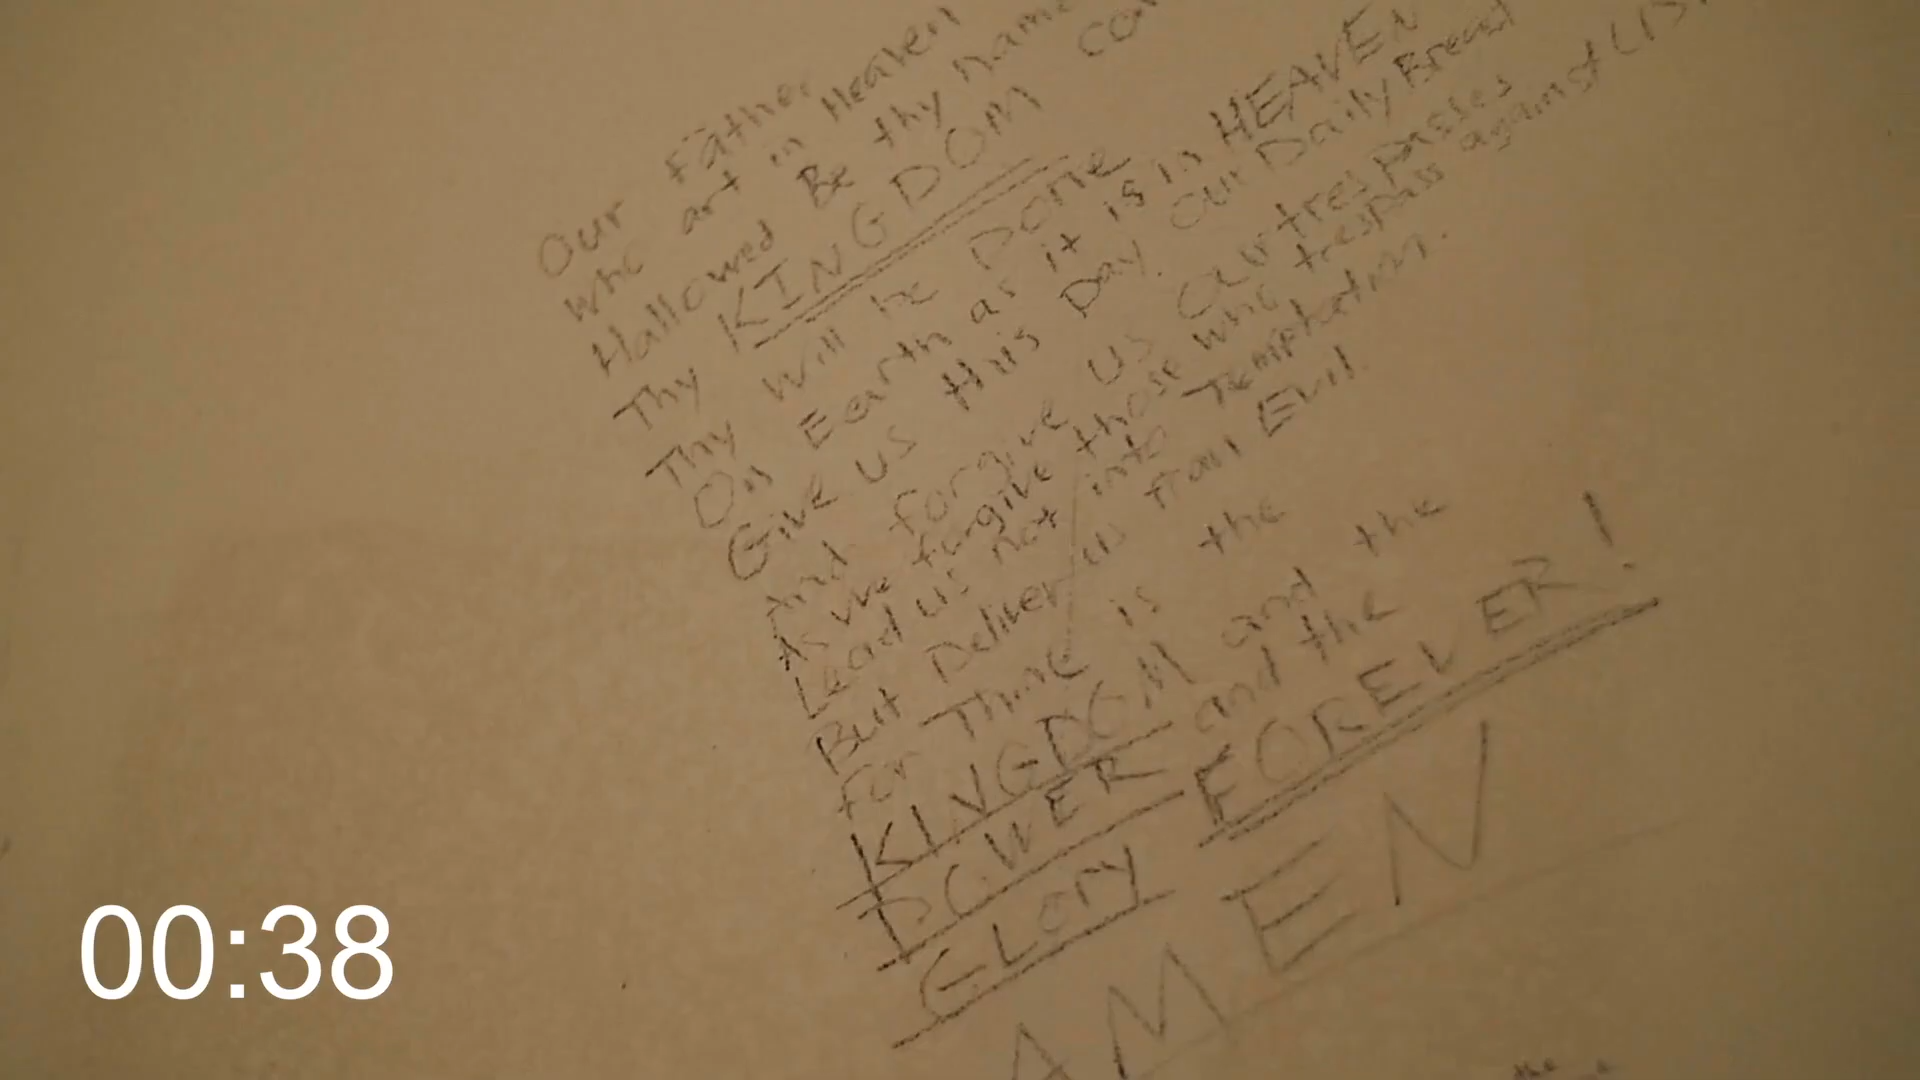 Our Father
who art in Heaven
Hallowed Be thy name
Thy KINGDOM CO
Thy will be Done
On Earth as it is in HEAVEN
Give us this Day. Our Daily Bread
And forgive us our trespasses
As we forgive those who trespass against US.
Lead us not into Temptation.
But Deliver us from Evil.
for Thine is the
KINGDOM and the
POWER and the
GLory FOREVER!
AMEN
the
00:38